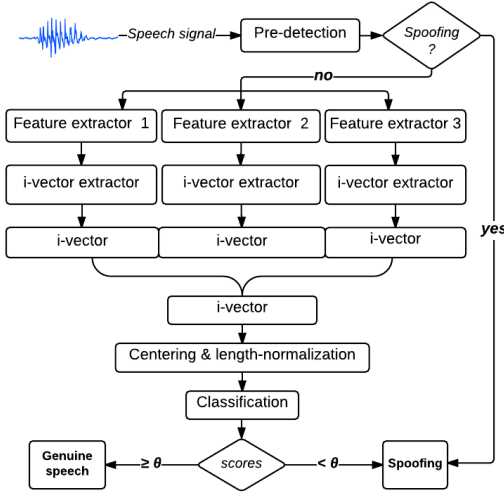 Speech signal
Pre-detection
Spoofing
?
no
Feature extractor 1
Feature extractor 2
Feature extractor 3
i-vector extractor
i-vector extractor
i-vector extractor
yes
i-vector
i-vector
i-vector
i-vector
Centering & length-normalization
Classification
Genuine
speech
≥ θ
scores
< θ
Spoofing